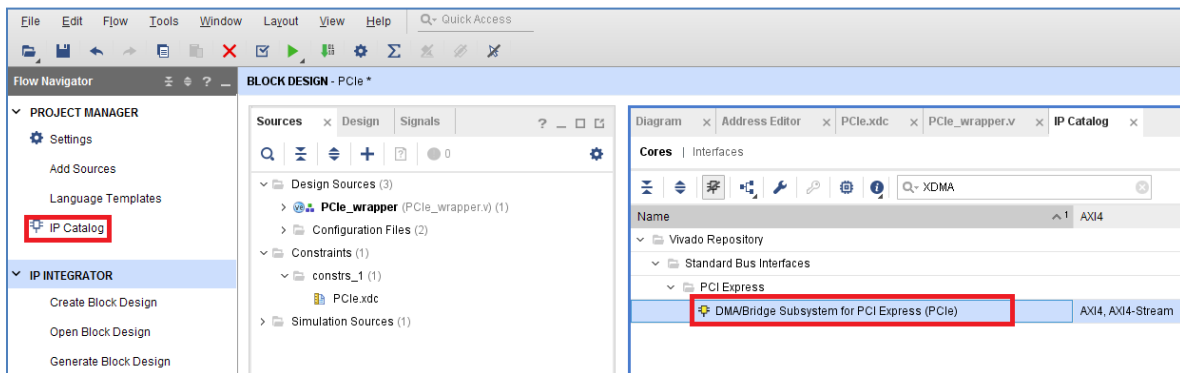 File Edit Flow Tools Window Layout View Help Q- Quick Access
Flow Navigator ? _
BLOCK DESIGN - PCIe *
PROJECT MANAGER
Settings
Add Sources
Language Templates
IP Catalog
IP INTEGRATOR
Create Block Design
Open Block Design
Generate Block Design
Sources × Design Signals ? _
0
Design Sources (3)
PCIe_wrapper (PCIe_wrapper.v) (1)
Configuration Files (2)
Constraints (1)
constrs_1 (1)
PCIe.xdc
Simulation Sources (1)
Diagram × Address Editor × PCIe.xdc × PCIe_wrapper.v × IP Catalog ×
Cores | Interfaces
Q- XDMA
Name 1 AXI4
Vivado Repository
Standard Bus Interfaces
PCI Express
DMA/Bridge Subsystem for PCI Express (PCIe) AXI4, AXI4-Stream